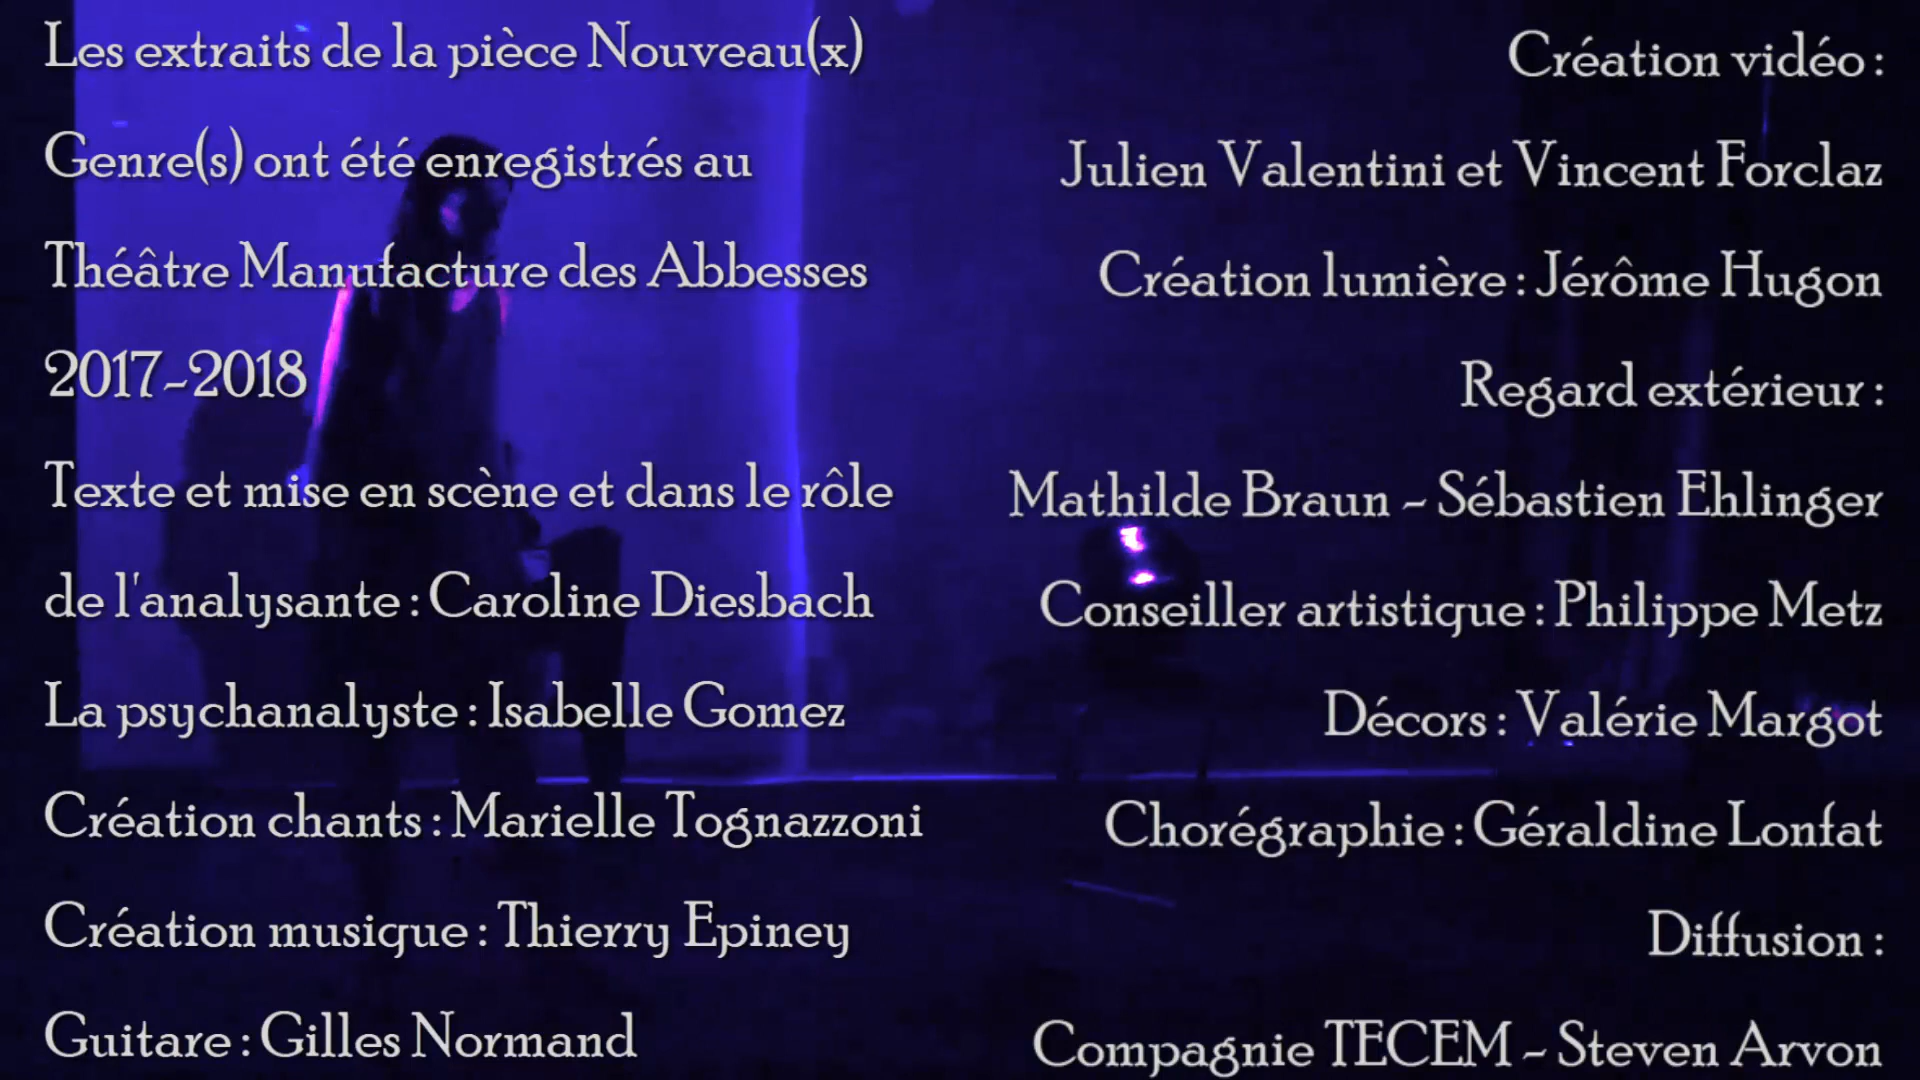 Les extraits de la pièce Nouveau(x)
Genre(s) ont été enregistrés au
Théâtre Manufacture des Abbesses
2017-2018
Texte et mise en scène et dans le rôle
de l'analysante : Caroline Diesbach
La psychanalyste : Isabelle Gomez
Création chants : Marielle Tognazzoni
Création musique : Thierry Epiney
Guitare : Gilles Normand
Création vidéo :
Julien Valentini et Vincent Forclaz
Création lumière : Jérôme Hugon
Regard extérieur :
Mathilde Braun - Sébastien Ehlinger
Conseiller artistique : Philippe Metz
Décors : Valérie Margot
Chorégraphie : Géraldine Lonfat
Diffusion :
Compagnie TECEM - Steven Arvon